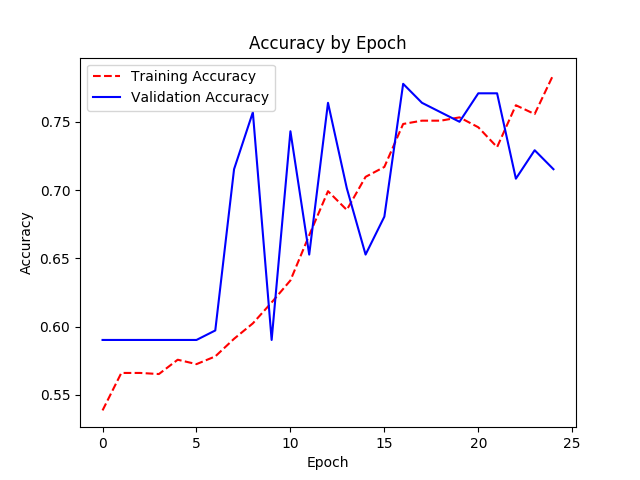 Accuracy by Epoch
Training Accuracy
Validation Accuracy
0.75
0.70
0.65
0.60
0.55
Accuracy
0 5 10 15 20 25
Epoch